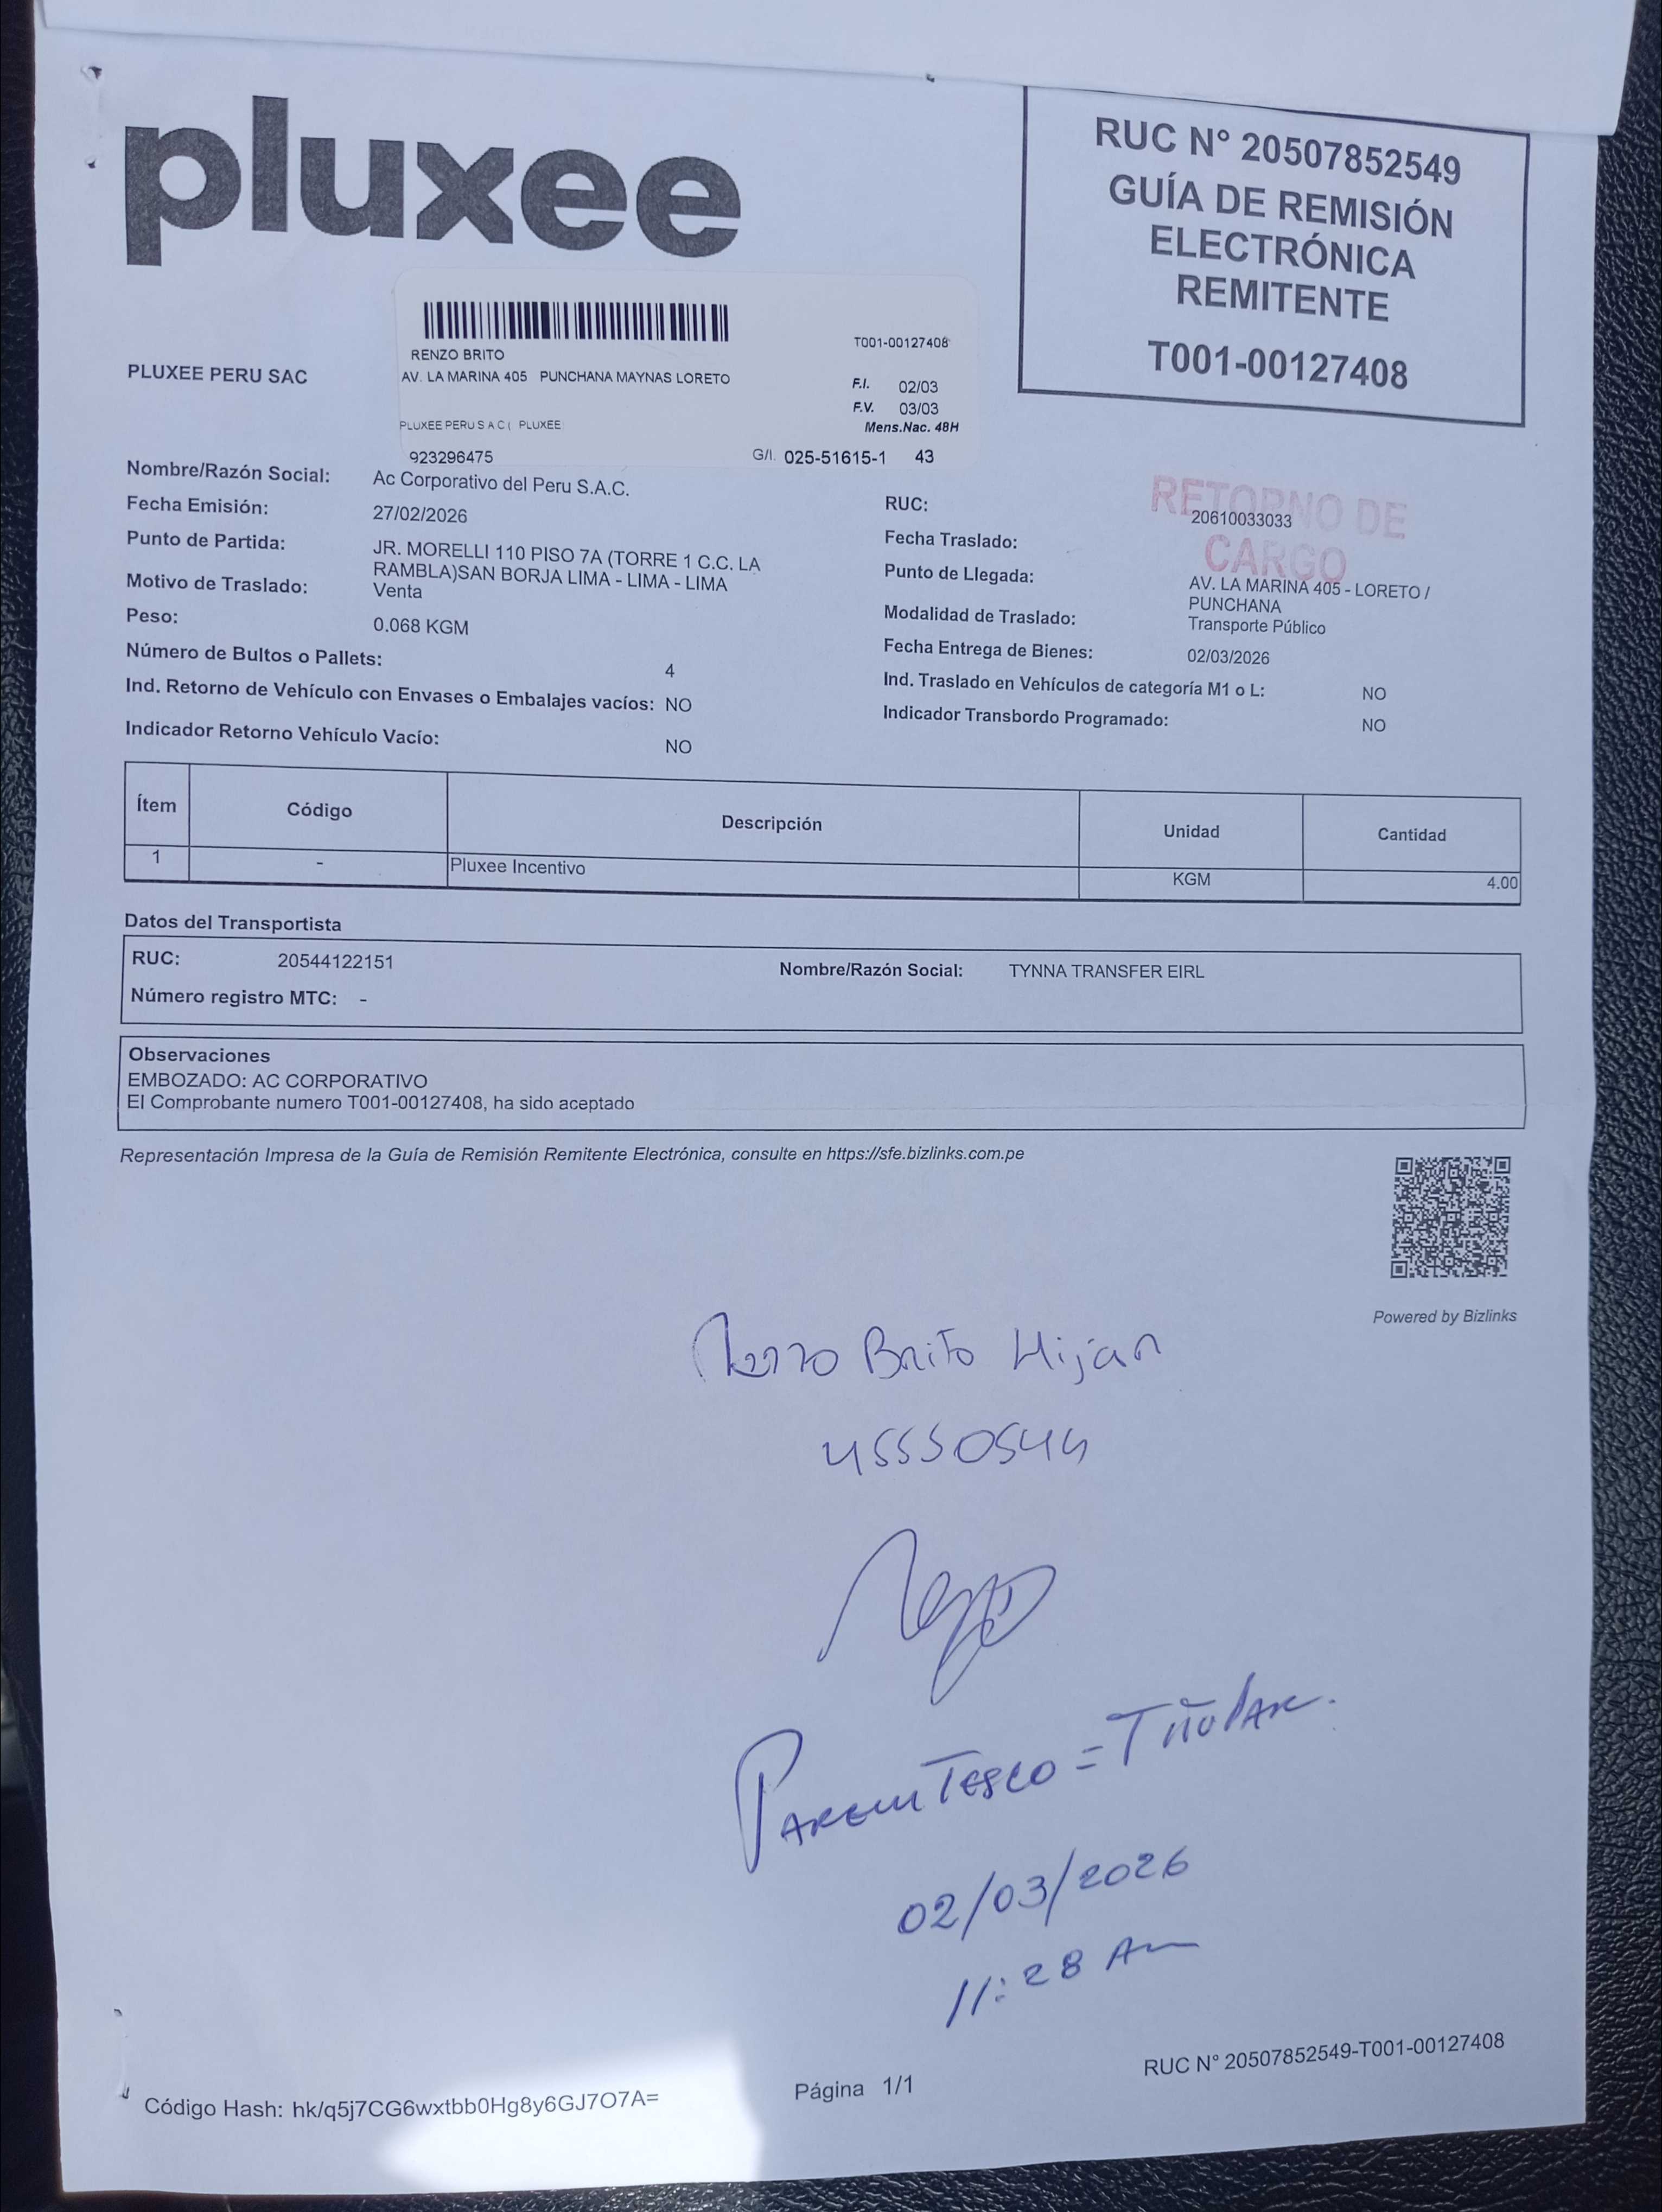 pluxee
RUC N° 20507852549
GUÍA DE REMISIÓN
ELECTRÓNICA
REMITENTE
T001-00127408
PLUXEE PERU SAC
RENZO BRITO
T001-00127408
AV. LA MARINA 405 PUNCHANA MAYNAS LORETO
F.I. 02/03
F.V. 03/03
PLUXEE PERU S A C ( PLUXEE
Mens.Nac. 48H
923296475
G/I. 025-51615-1 43
RETORNO DE
CARGO
Nombre/Razón Social: Ac Corporativo del Peru S.A.C.
RUC: 20610033033
Fecha Emisión: 27/02/2026
Fecha Traslado:
Punto de Partida: JR. MORELLI 110 PISO 7A (TORRE 1 C.C. LA
RAMBLA)SAN BORJA LIMA - LIMA - LIMA
Punto de Llegada: AV. LA MARINA 405 - LORETO /
PUNCHANA
Motivo de Traslado: Venta
Modalidad de Traslado: Transporte Público
Peso: 0.068 KGM
Fecha Entrega de Bienes: 02/03/2026
Número de Bultos o Pallets: 4
Ind. Traslado en Vehículos de categoría M1 o L: NO
Ind. Retorno de Vehículo con Envases o Embalajes vacíos: NO
Indicador Transbordo Programado: NO
Indicador Retorno Vehículo Vacío: NO
Ítem Código Descripción Unidad Cantidad
1 - Pluxee Incentivo KGM 4.00
Datos del Transportista
RUC: 20544122151 Nombre/Razón Social: TYNNA TRANSFER EIRL
Número registro MTC: -
Observaciones
EMBOZADO: AC CORPORATIVO
El Comprobante numero T001-00127408, ha sido aceptado
Representación Impresa de la Guía de Remisión Remitente Electrónica, consulte en https://sfe.bizlinks.com.pe
Powered by Bizlinks
Renzo Brito Hijar
45550544
Parentesco = Titular.
02/03/2026
11:28 Am
RUC N° 20507852549-T001-00127408
Página 1/1
Código Hash: hk/q5j7CG6wxtbb0Hg8y6GJ7O7A=